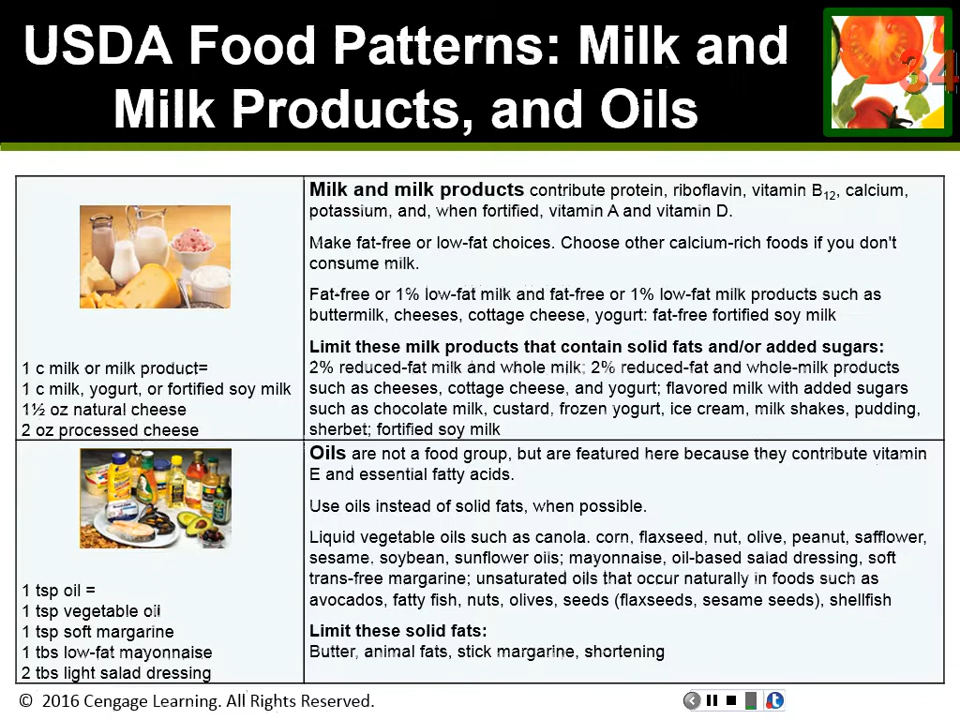 USDA Food Patterns: Milk and
Milk Products, and Oils
34
Milk and milk products contribute protein, riboflavin, vitamin B12, calcium,
potassium, and, when fortified, vitamin A and vitamin D.
Make fat-free or low-fat choices. Choose other calcium-rich foods if you don't
consume milk.
Fat-free or 1% low-fat milk and fat-free or 1% low-fat milk products such as
buttermilk, cheeses, cottage cheese, yogurt: fat-free fortified soy milk
Limit these milk products that contain solid fats and/or added sugars:
2% reduced-fat milk and whole milk; 2% reduced-fat and whole-milk products
such as cheeses, cottage cheese, and yogurt; flavored milk with added sugars
such as chocolate milk, custard, frozen yogurt, ice cream, milk shakes, pudding,
sherbet; fortified soy milk
1 c milk or milk product=
1 c milk, yogurt, or fortified soy milk
1½ oz natural cheese
2 oz processed cheese
Oils are not a food group, but are featured here because they contribute vitamin
E and essential fatty acids.
Use oils instead of solid fats, when possible.
Liquid vegetable oils such as canola. corn, flaxseed, nut, olive, peanut, safflower,
sesame, soybean, sunflower oils; mayonnaise, oil-based salad dressing, soft
trans-free margarine; unsaturated oils that occur naturally in foods such as
avocados, fatty fish, nuts, olives, seeds (flaxseeds, sesame seeds), shellfish
Limit these solid fats:
Butter, animal fats, stick margarine, shortening
1 tsp oil =
1 tsp vegetable oil
1 tsp soft margarine
1 tbs low-fat mayonnaise
2 tbs light salad dressing
© 2016 Cengage Learning. All Rights Reserved.